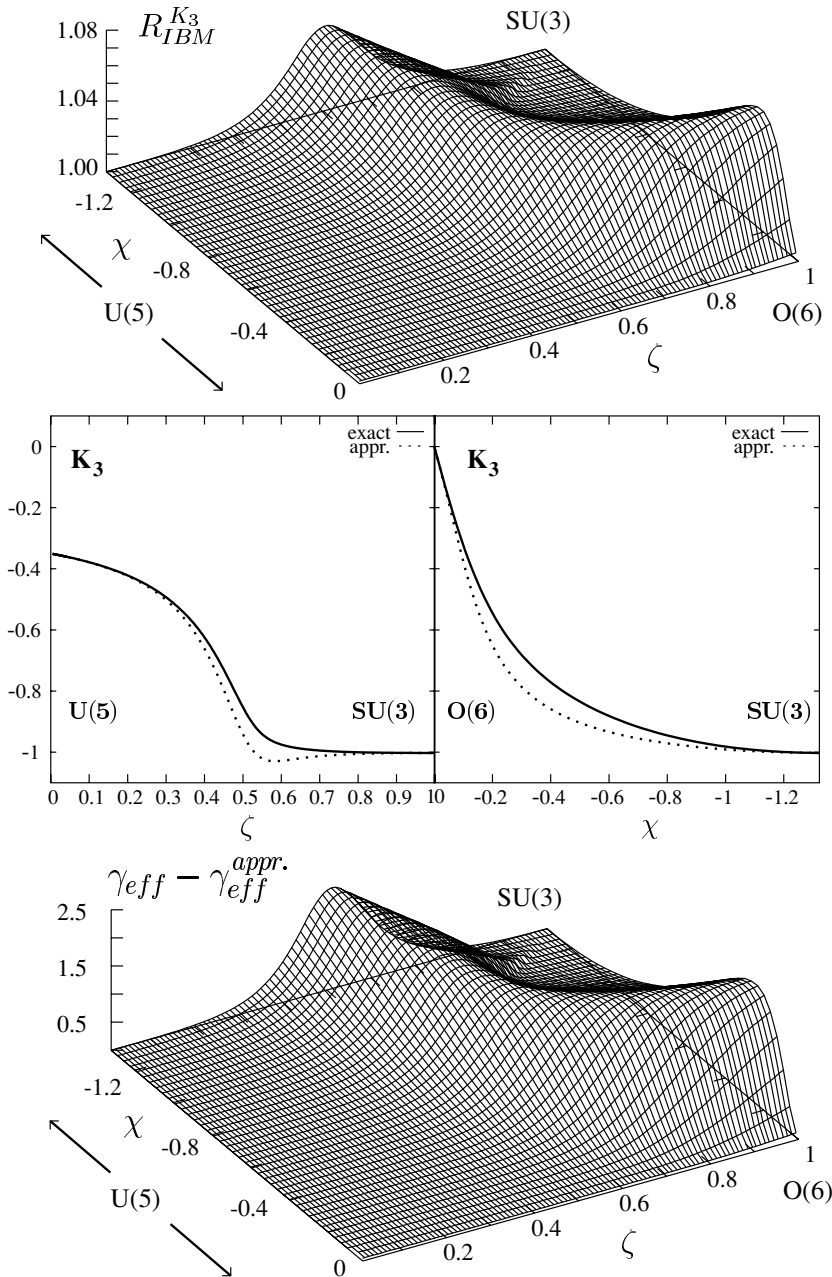 R_{IBM}^{K_3}
SU(3)
1.08
1.04
1.00
-1.2
χ
-0.8
U(5)
-0.4
0
0.2
0.4
0.6
0.8
1
ζ
O(6)
0
-0.2
-0.4
-0.6
-0.8
-1
K_3
exact
appr.
U(5)
SU(3)
0 0.1 0.2 0.3 0.4 0.5 0.6 0.7 0.8 0.9 1
ζ
K_3
exact
appr.
O(6)
SU(3)
0 -0.2 -0.4 -0.6 -0.8 -1 -1.2
χ
γ_{eff} − γ_{eff}^{appr.}
SU(3)
2.5
1.5
0.5
-1.2
χ
-0.8
U(5)
-0.4
0
0.2
0.4
0.6
0.8
1
ζ
O(6)